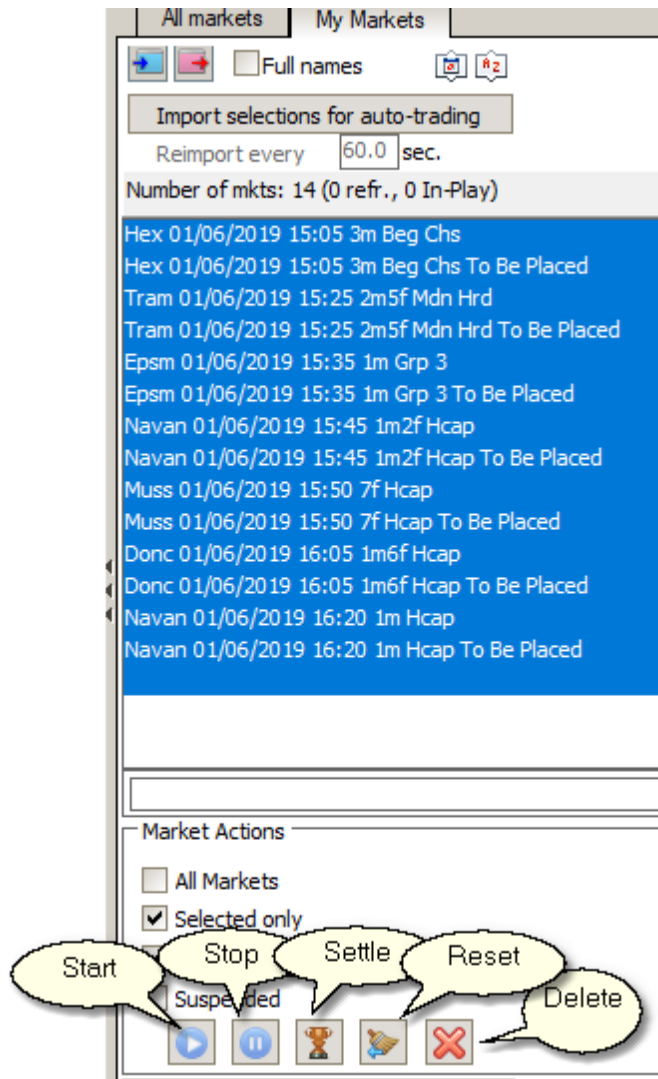 All markets My Markets
Full names
Import selections for auto-trading
Reimport every 60.0 sec.
Number of mkts: 14 (0 refr., 0 In-Play)
Hex 01/06/2019 15:05 3m Beg Chs
Hex 01/06/2019 15:05 3m Beg Chs To Be Placed
Tram 01/06/2019 15:25 2m5f Mdn Hrd
Tram 01/06/2019 15:25 2m5f Mdn Hrd To Be Placed
Epsm 01/06/2019 15:35 1m Grp 3
Epsm 01/06/2019 15:35 1m Grp 3 To Be Placed
Navan 01/06/2019 15:45 1m2f Hcap
Navan 01/06/2019 15:45 1m2f Hcap To Be Placed
Muss 01/06/2019 15:50 7f Hcap
Muss 01/06/2019 15:50 7f Hcap To Be Placed
Donc 01/06/2019 16:05 1m6f Hcap
Donc 01/06/2019 16:05 1m6f Hcap To Be Placed
Navan 01/06/2019 16:20 1m Hcap
Navan 01/06/2019 16:20 1m Hcap To Be Placed
Market Actions
All Markets
Selected only
Start Stop Settle Reset
Suspended
Delete